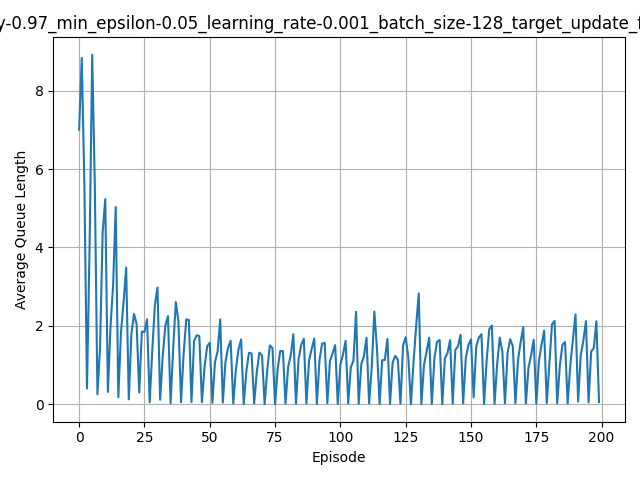 y-0.97_min_epsilon-0.05_learning_rate-0.001_batch_size-128_target_update_f
Average Queue Length
8
6
4
2
0
0 25 50 75 100 125 150 175 200
Episode